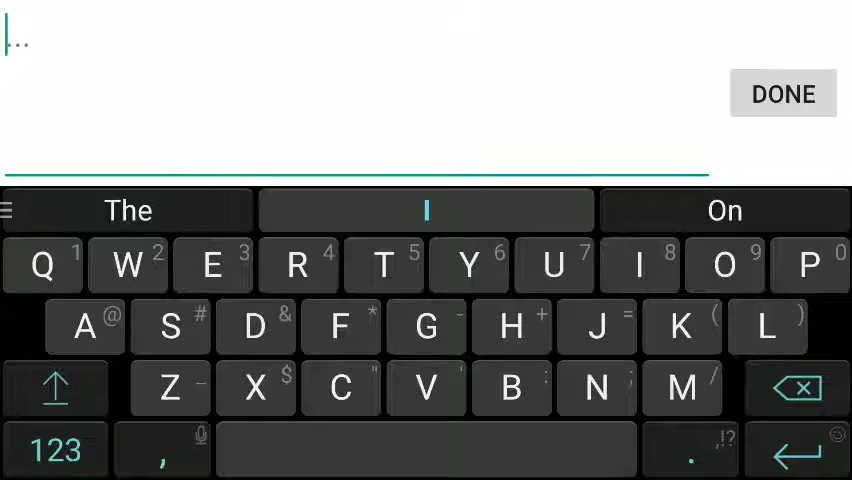 ...
DONE
The I On
Q 1 W 2 E 3 R 4 T 5 Y 6 U 7 I 8 O 9 P 0
A @ S # D & F * G - H + J = K ( L )
Z _ X $ C " V ' B : N ; M /
123 , . ,!?